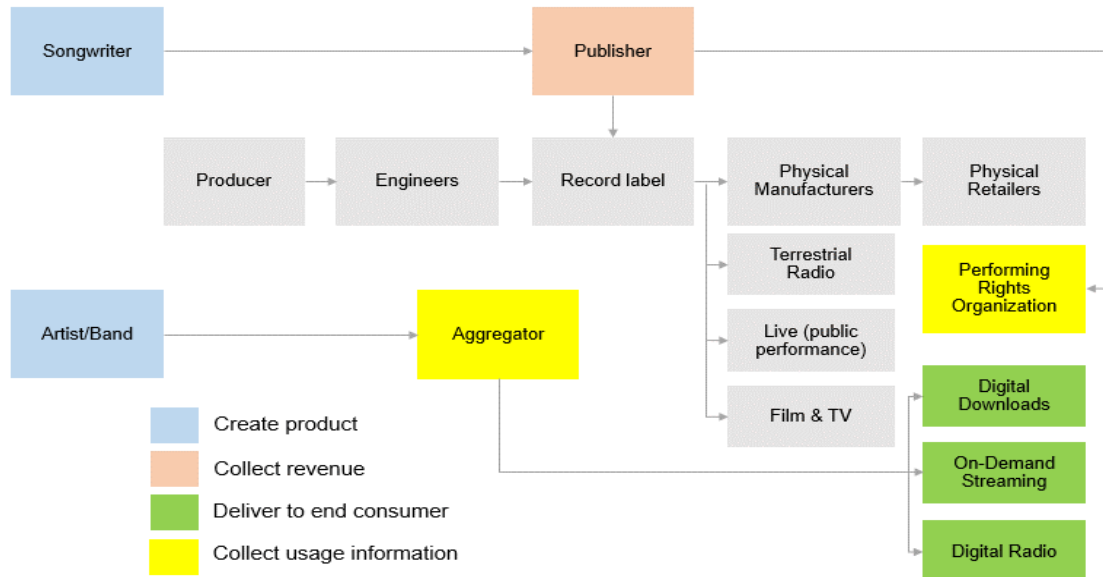 Songwriter
Publisher
Producer
Engineers
Record label
Physical
Manufacturers
Physical
Retailers
Terrestrial
Radio
Performing
Rights
Organization
Artist/Band
Aggregator
Live (public
performance)
Digital
Downloads
Film & TV
Create product
Collect revenue
On-Demand
Streaming
Deliver to end consumer
Collect usage information
Digital Radio